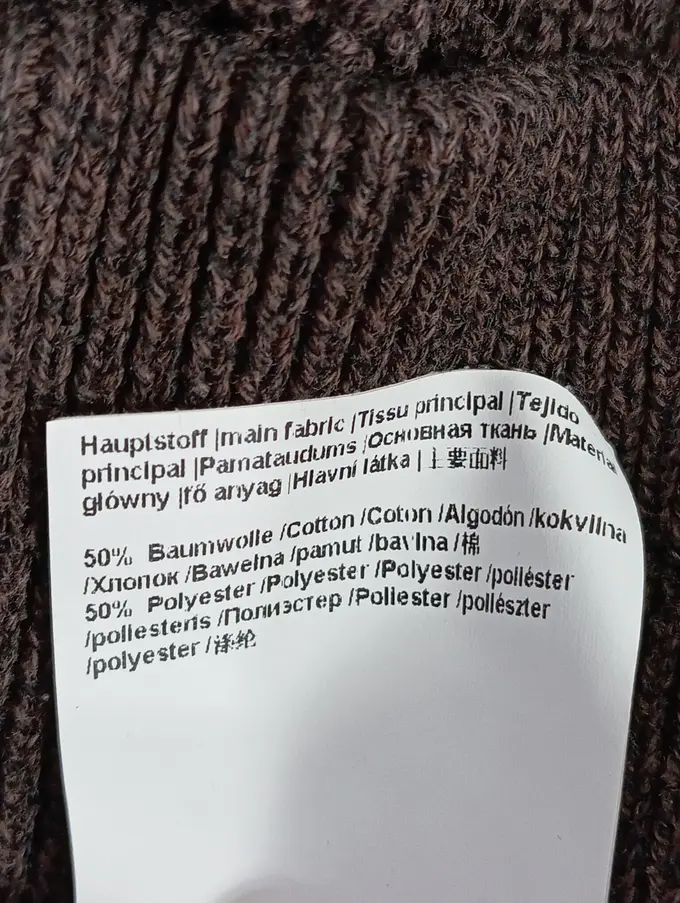 Hauptstoff |main fabric |Tissu principal |Tejido
principal |Pamataudums |Основная ткань |Materiał
główny |fő anyag |Hlavní látka | 主要面料
50% Baumwolle /Cotton /Coton /Algodón /kokvilna
/Хлопок /Bawełna /pamut /bavlna /棉
50% Polyester /Polyester /Polyester /poliéster
/poliesteris /Полиэстер /Poliester /poliészter
/polyester /涤纶